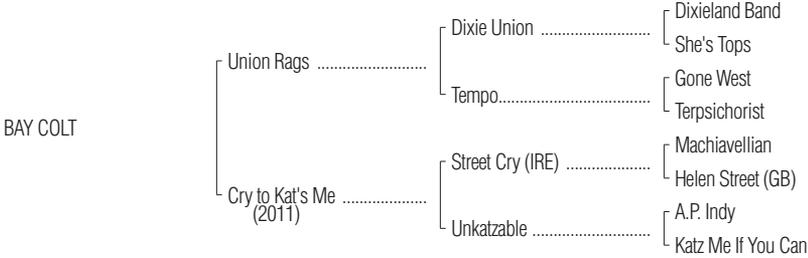 Dixieland Band
Dixie Union ..........................
She's Tops
Union Rags ..........................
Gone West
Tempo....................................
Terpsichorist
BAY COLT
Machiavellian
Street Cry (IRE) ....................
Helen Street (GB)
Cry to Kat's Me ....................
(2011)
A.P. Indy
Unkatzable ............................
Katz Me If You Can